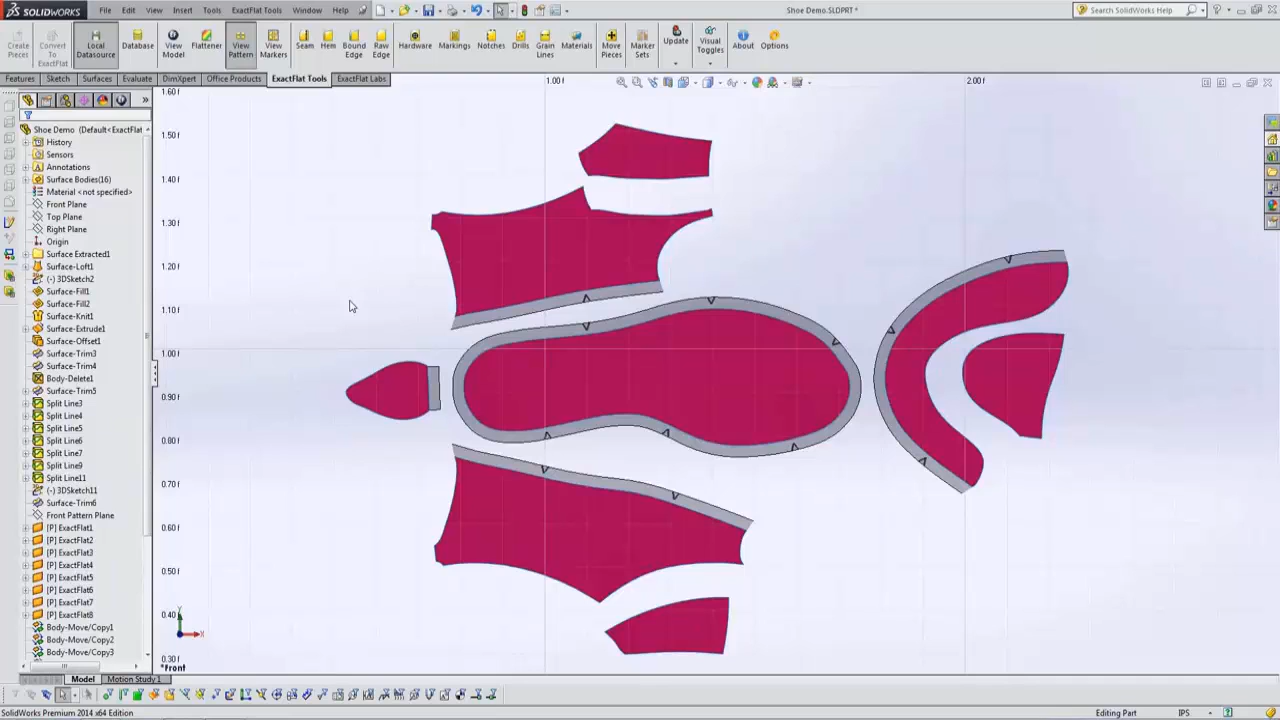 SOLIDWORKS File Edit View Insert Tools ExactFlat Tools Window Help Shoe Demo.SLDPRT * Search SolidWorks Help
Create Pieces Convert To ExactFlat Local Datasource Database View Model Flattener View Pattern View Markers Seam Hem Bound Edge Raw Edge Hardware Markings Notches Drills Grain Lines Materials Move Pieces Marker Sets Update Visual Toggles About Options
Features Sketch Surfaces Evaluate DimXpert Office Products ExactFlat Tools ExactFlat Labs
1.00 f 2.00 f
1.60 f
1.50 f
1.40 f
1.30 f
1.20 f
1.10 f
1.00 f
0.90 f
0.80 f
0.70 f
0.60 f
0.50 f
0.40
0.30 f
Shoe Demo (Default<ExactFlat
History
Sensors
Annotations
Surface Bodies(16)
Material <not specified>
Front Plane
Top Plane
Right Plane
Origin
Surface Extracted1
Surface-Loft1
(-) 3DSketch2
Surface-Fill1
Surface-Fill2
Surface-Knit1
Surface-Extrude1
Surface-Offset1
Surface-Trim3
Surface-Trim4
Body-Delete1
Surface-Trim5
Split Line3
Split Line4
Split Line5
Split Line6
Split Line7
Split Line9
Split Line11
(-) 3DSketch11
Surface-Trim6
Front Pattern Plane
[P] ExactFlat1
[P] ExactFlat2
[P] ExactFlat3
[P] ExactFlat4
[P] ExactFlat5
[P] ExactFlat6
[P] ExactFlat7
[P] ExactFlat8
Body-Move/Copy1
Body-Move/Copy2
Body-Move/Copy3
Y
X
*Front
Model Motion Study 1
SolidWorks Premium 2014 x64 Edition Editing Part IPS